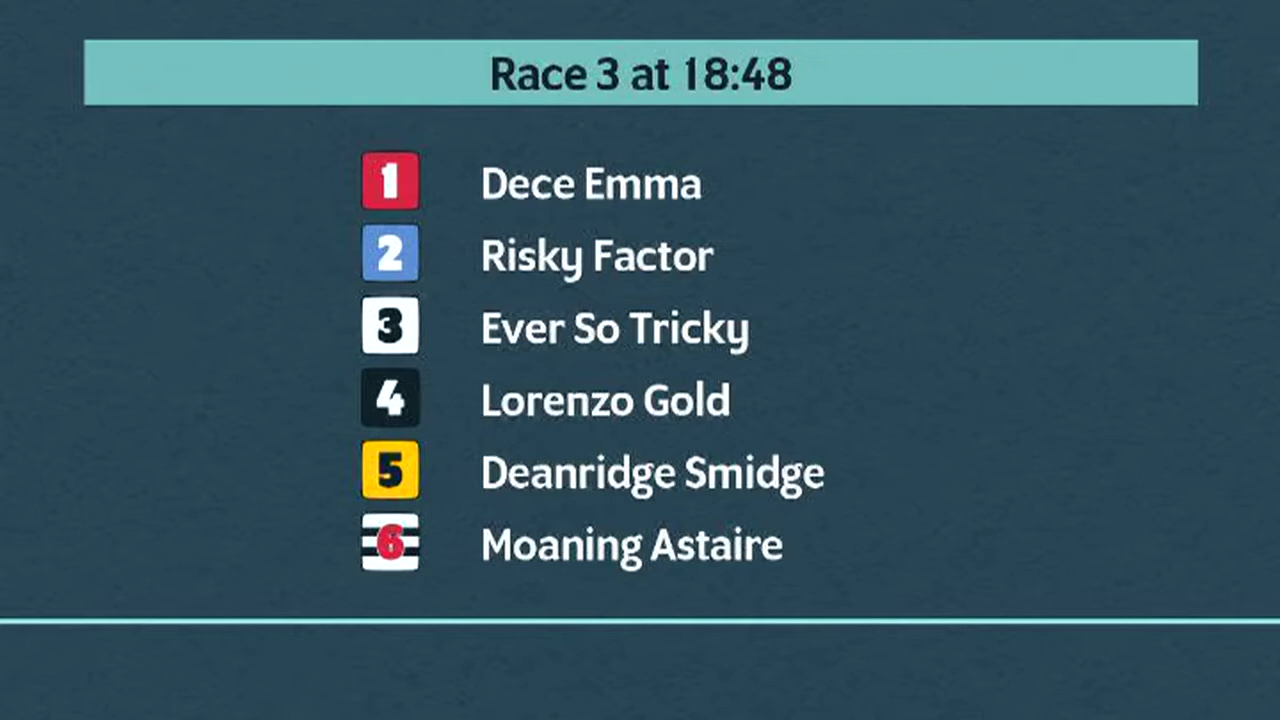 Race 3 at 18:48
1 Dece Emma
2 Risky Factor
3 Ever So Tricky
4 Lorenzo Gold
5 Deanridge Smidge
6 Moaning Astaire